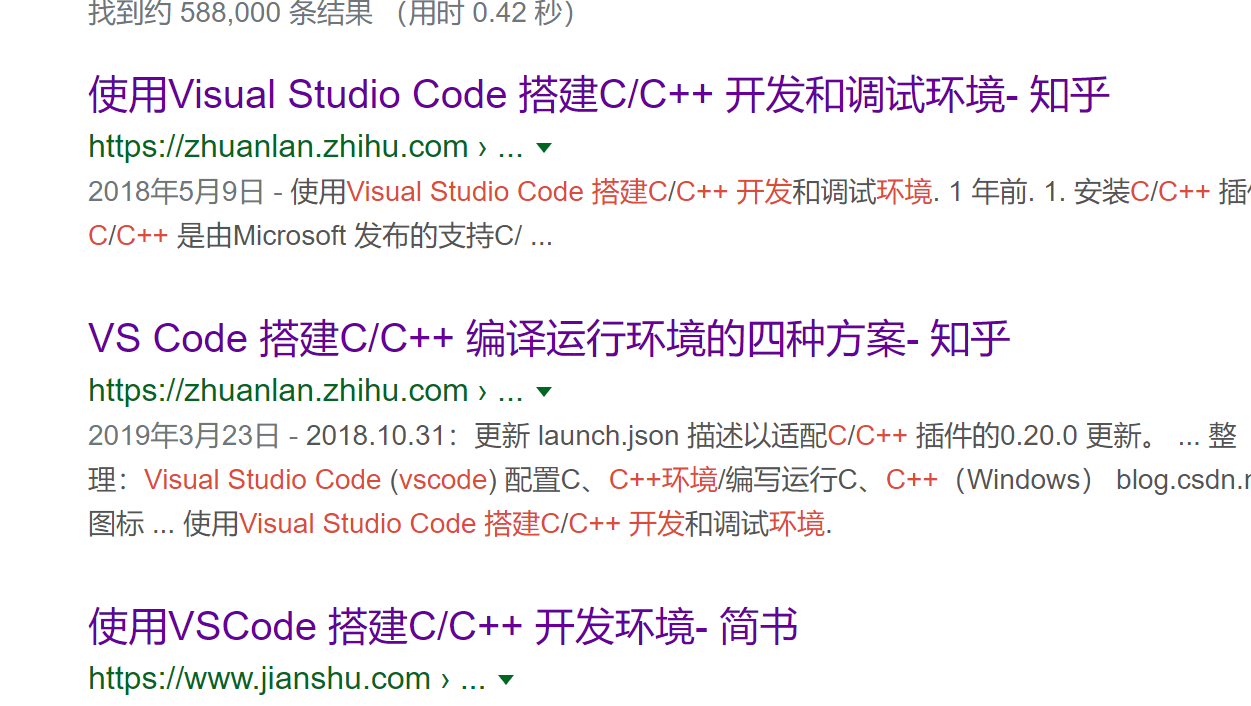 找到约 588,000 条结果 （用时 0.42 秒）
使用Visual Studio Code 搭建C/C++ 开发和调试环境- 知乎
https://zhuanlan.zhihu.com › ...
2018年5月9日 - 使用Visual Studio Code 搭建C/C++ 开发和调试环境. 1 年前. 1. 安装C/C++ 插
C/C++ 是由Microsoft 发布的支持C/ ...
VS Code 搭建C/C++ 编译运行环境的四种方案- 知乎
https://zhuanlan.zhihu.com › ...
2019年3月23日 - 2018.10.31：更新 launch.json 描述以适配C/C++ 插件的0.20.0 更新。 ... 整
理：Visual Studio Code (vscode) 配置C、C++环境/编写运行C、C++（Windows） blog.csdn.n
图标 ... 使用Visual Studio Code 搭建C/C++ 开发和调试环境.
使用VSCode 搭建C/C++ 开发环境- 简书
https://www.jianshu.com › ...